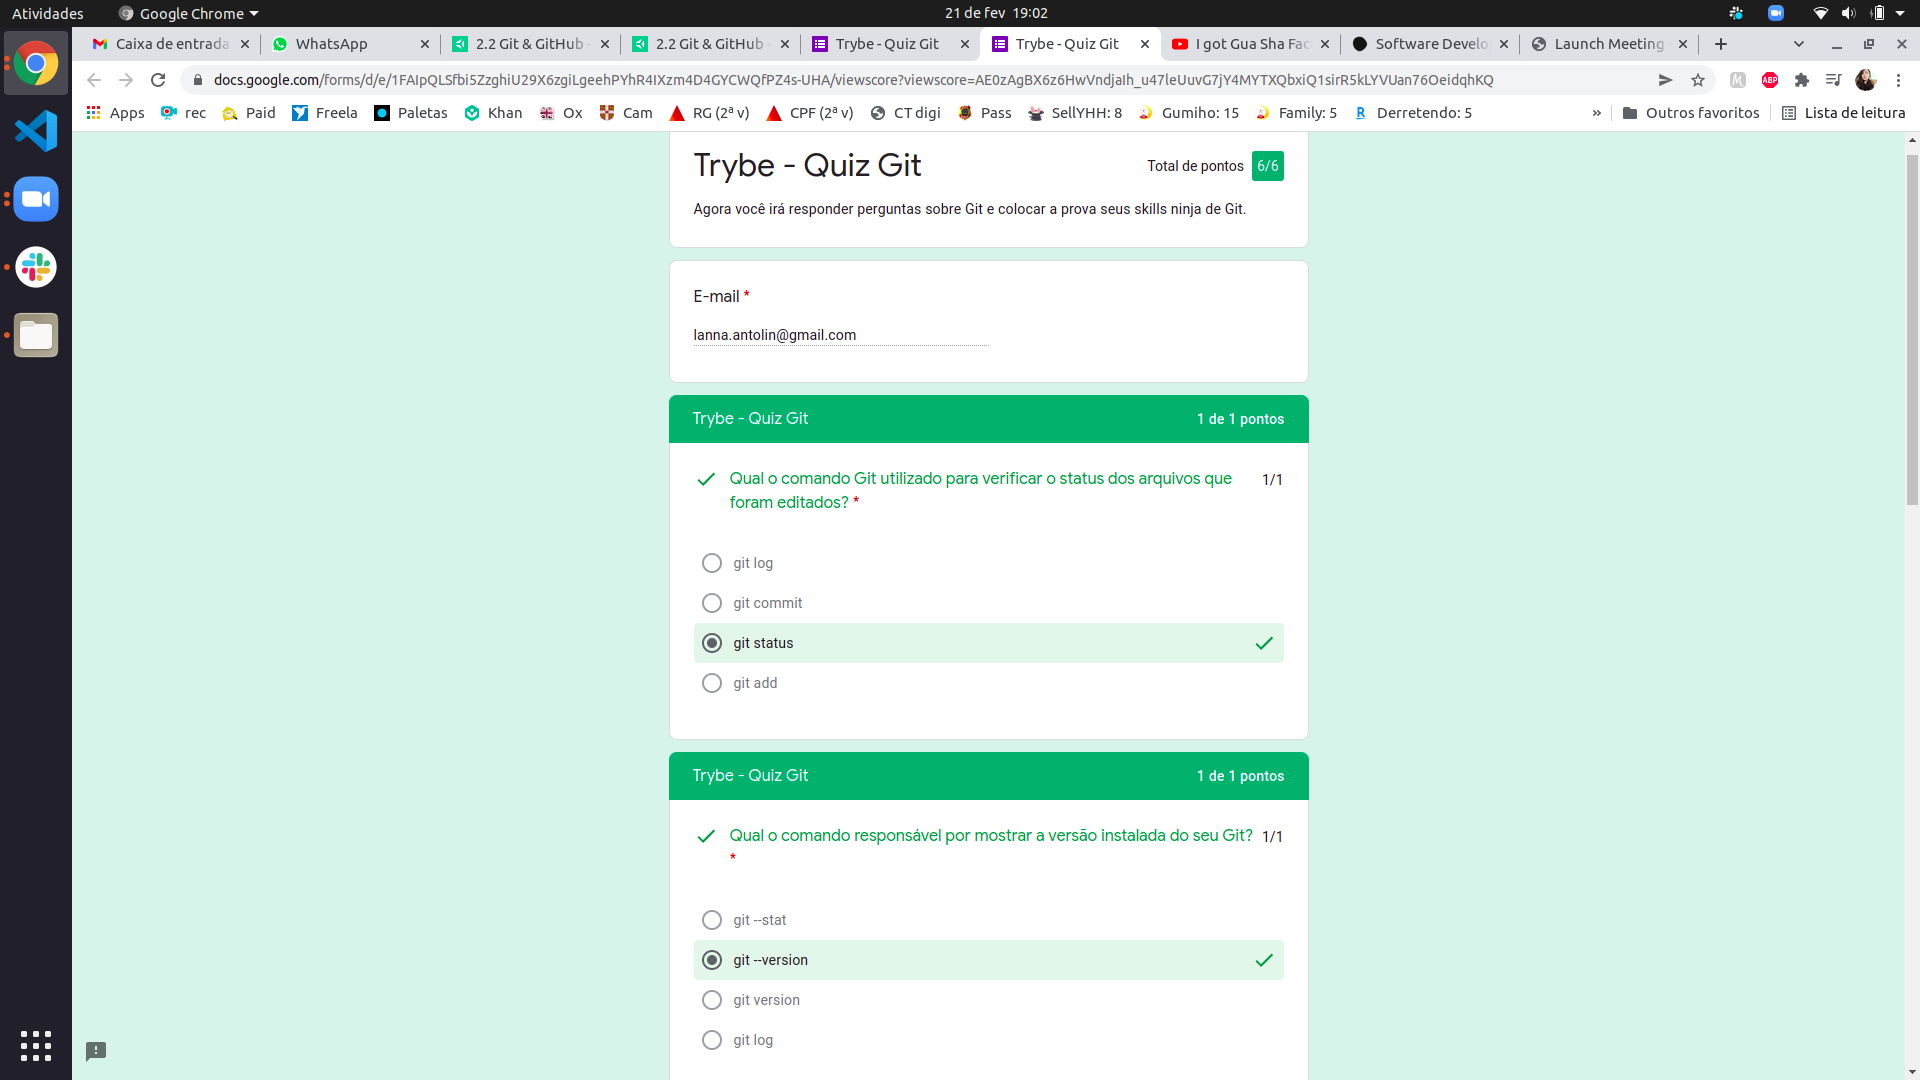 Atividades
Google Chrome
21 de fev 19:02
Caixa de entrada
WhatsApp
2.2 Git & GitHub -
2.2 Git & GitHub -
Trybe - Quiz Git
Trybe - Quiz Git
I got Gua Sha Fac
Software Develo
Launch Meeting
docs.google.com/forms/d/e/1FAIpQLSfbi5ZzghiU29X6zgiLgeehPYhR4IXzm4D4GYCWQfPZ4s-UHA/viewscore?viewscore=AE0zAgBX6z6HwVndjaIh_u47leUuvG7jY4MYTXQbxiQ1sirR5kLYVUan76OeidqhKQ
ABP
Apps
rec
Paid
Freela
Paletas
Khan
Ox
Cam
RG (2ª v)
CPF (2ª v)
CT digi
Pass
SellYHH: 8
Gumiho: 15
Family: 5
Derretendo: 5
»
Outros favoritos
Lista de leitura
Trybe - Quiz Git
Total de pontos 6/6
Agora você irá responder perguntas sobre Git e colocar a prova seus skills ninja de Git.
E-mail *
lanna.antolin@gmail.com
Trybe - Quiz Git
1 de 1 pontos
Qual o comando Git utilizado para verificar o status dos arquivos que
foram editados? *
1/1
git log
git commit
git status
git add
Trybe - Quiz Git
1 de 1 pontos
Qual o comando responsável por mostrar a versão instalada do seu Git?
*
1/1
git --stat
git --version
git version
git log